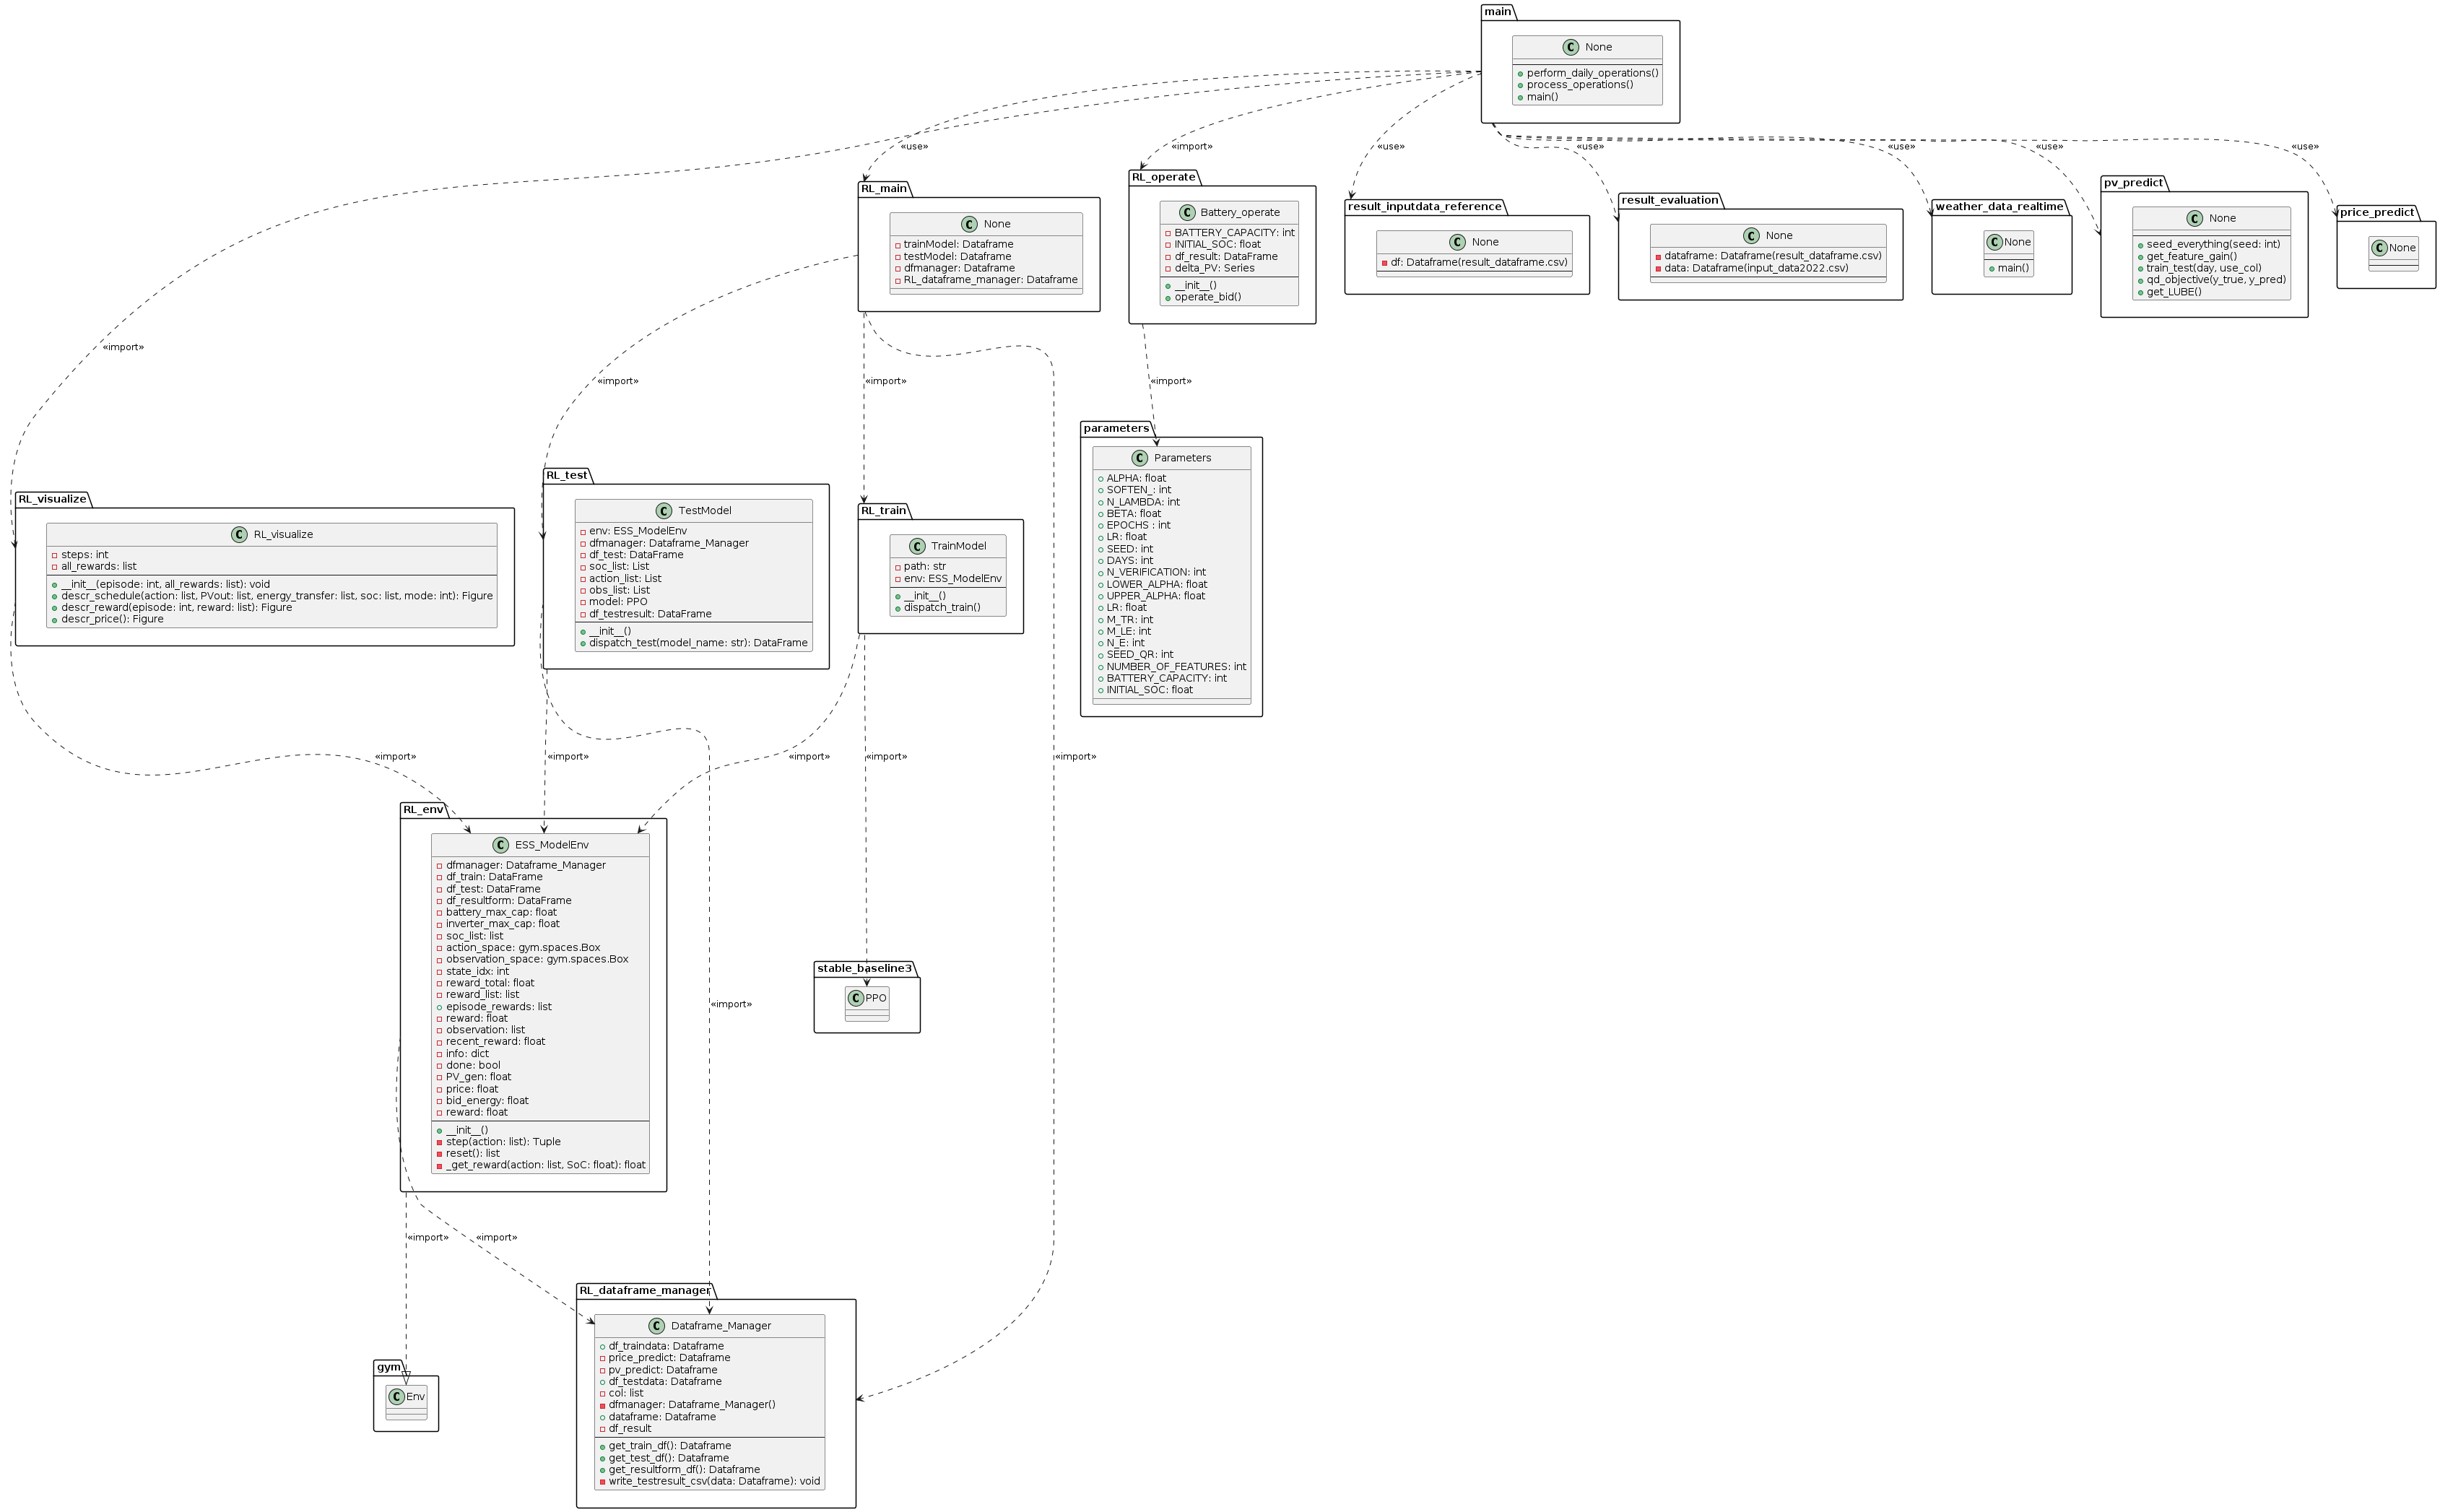 main
C None
perform_daily_operations()
process_operations()
main()
«use»
«import»
«use»
«use»
«use»
«use»
«use»
RL_main
C None
trainModel: Dataframe
testModel: Dataframe
dfmanager: Dataframe
RL_dataframe_manager: Dataframe
RL_operate
C Battery_operate
BATTERY_CAPACITY: int
INITIAL_SOC: float
df_result: DataFrame
delta_PV: Series
__init__()
operate_bid()
result_inputdata_reference
C None
df: Dataframe(result_dataframe.csv)
result_evaluation
C None
dataframe: Dataframe(result_dataframe.csv)
data: Dataframe(input_data2022.csv)
weather_data_realtime
C None
main()
pv_predict
C None
seed_everything(seed: int)
get_feature_gain()
train_test(day, use_col)
qd_objective(y_true, y_pred)
get_LUBE()
price_predict
C None
«import»
«import»
«import»
«import»
RL_visualize
C RL_visualize
steps: int
all_rewards: list
__init__(episode: int, all_rewards: list): void
descr_schedule(action: list, PVout: list, energy_transfer: list, soc: list, mode: int): Figure
descr_reward(episode: int, reward: list): Figure
descr_price(): Figure
RL_test
C TestModel
env: ESS_ModelEnv
dfmanager: Dataframe_Manager
df_test: DataFrame
soc_list: List
action_list: List
obs_list: List
model: PPO
df_testresult: DataFrame
__init__()
dispatch_test(model_name: str): DataFrame
RL_train
C TrainModel
path: str
env: ESS_ModelEnv
__init__()
dispatch_train()
parameters
C Parameters
ALPHA: float
SOFTEN_: int
N_LAMBDA: int
BETA: float
EPOCHS : int
LR: float
SEED: int
DAYS: int
N_VERIFICATION: int
LOWER_ALPHA: float
UPPER_ALPHA: float
LR: float
M_TR: int
M_LE: int
N_E: int
SEED_QR: int
NUMBER_OF_FEATURES: int
BATTERY_CAPACITY: int
INITIAL_SOC: float
«import»
«import»
«import»
«import»
«import»
RL_env
C ESS_ModelEnv
dfmanager: Dataframe_Manager
df_train: DataFrame
df_test: DataFrame
df_resultform: DataFrame
battery_max_cap: float
inverter_max_cap: float
soc_list: list
action_space: gym.spaces.Box
observation_space: gym.spaces.Box
state_idx: int
reward_total: float
reward_list: list
episode_rewards: list
reward: float
observation: list
recent_reward: float
info: dict
done: bool
PV_gen: float
price: float
bid_energy: float
reward: float
__init__()
step(action: list): Tuple
reset(): list
_get_reward(action: list, SoC: float): float
«import»
stable_baseline3
C PPO
«import»
«import»
gym
C Env
RL_dataframe_manager
C Dataframe_Manager
df_traindata: Dataframe
price_predict: Dataframe
pv_predict: Dataframe
df_testdata: Dataframe
col: list
dfmanager: Dataframe_Manager()
dataframe: Dataframe
df_result
get_train_df(): Dataframe
get_test_df(): Dataframe
get_resultform_df(): Dataframe
write_testresult_csv(data: Dataframe): void